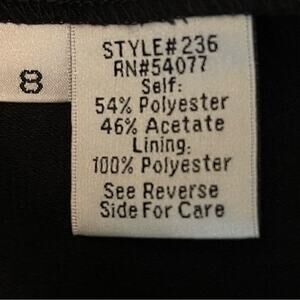 8
STYLE#236
RN#54077
Self:
54% Polyester
46% Acetate
Lining:
100% Polyester
See Reverse
Side For Care